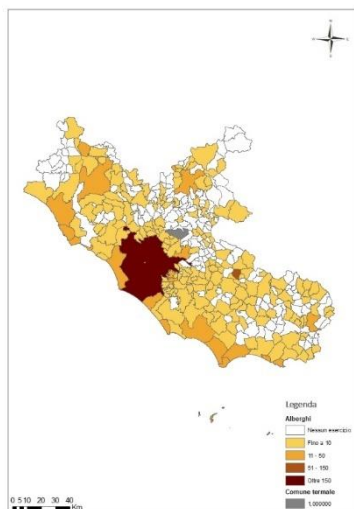 Legenda
Alberghi
Nessun esercizio
Fino a 10
11 - 50
51 - 150
Oltre 150
Comune termale
1,000000
0 5 10 20 30 40
Km